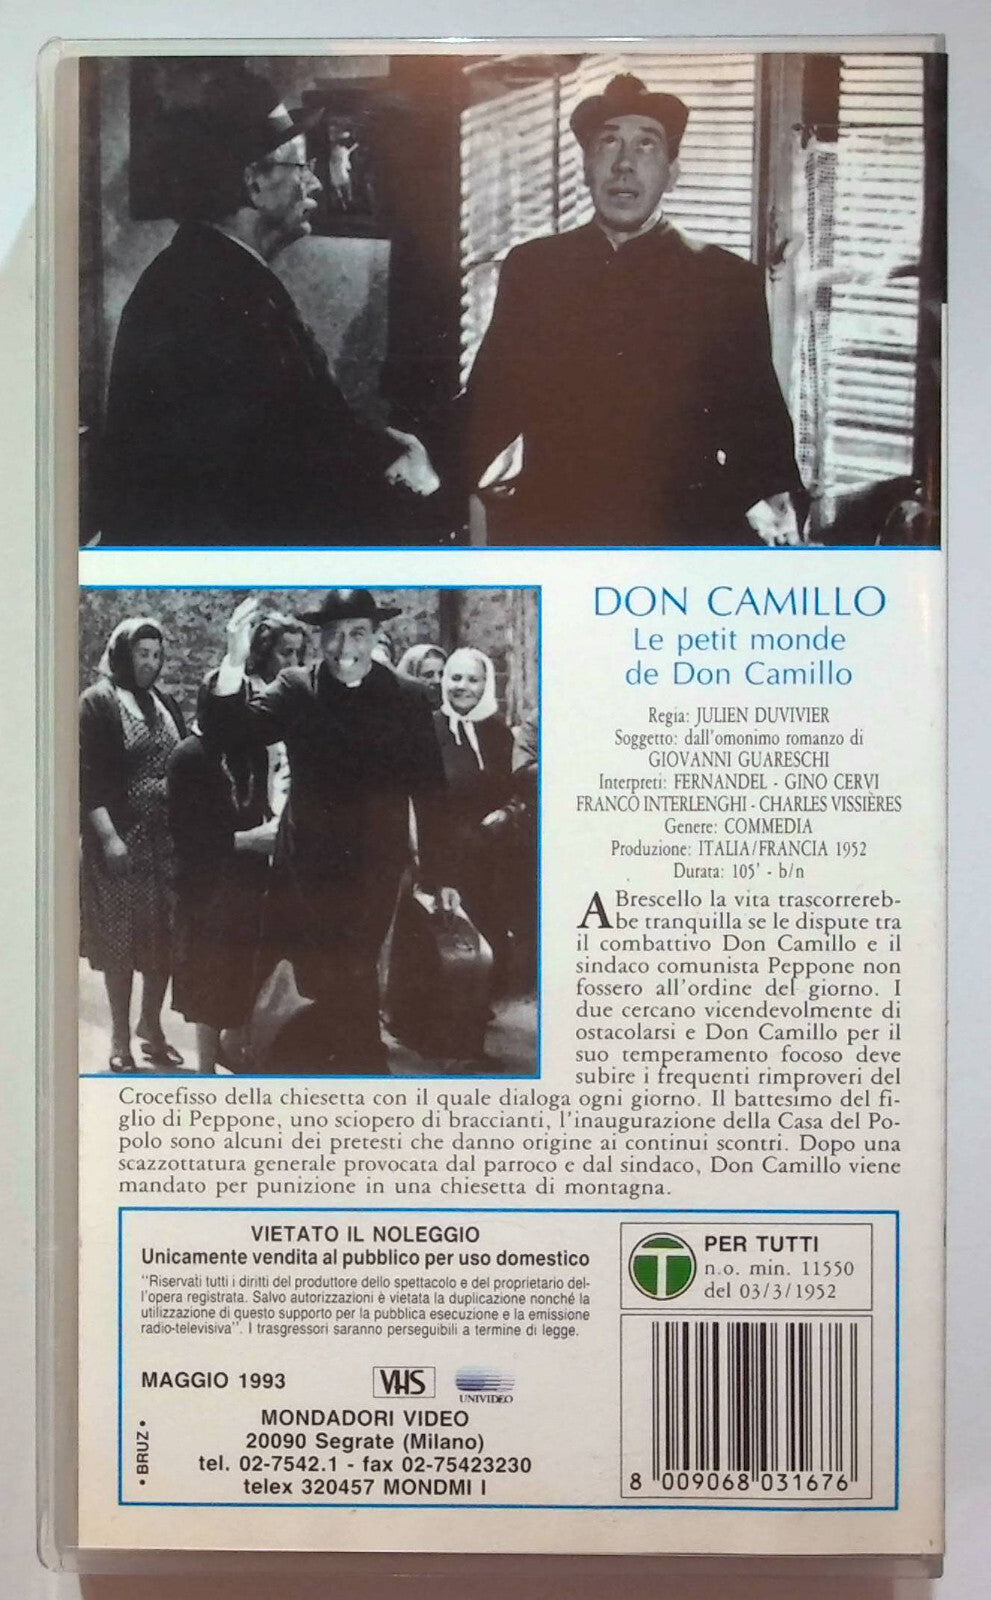 DON CAMILLO
Le petit monde
de Don Camillo
Regia: JULIEN DUVIVIER
Soggetto: dall'omonimo romanzo di
GIOVANNI GUARESCHI
Interpreti: FERNANDEL - GINO CERVI
FRANCO INTERLENGHI - CHARLES VISSIÈRES
Genere: COMMEDIA
Produzione: ITALIA/FRANCIA 1952
Durata: 105' - b/n
A Brescello la vita trascorrereb-
be tranquilla se le dispute tra
il combattivo Don Camillo e il
sindaco comunista Peppone non
fossero all'ordine del giorno. I
due cercano vicendevolmente di
ostacolarsi e Don Camillo per il
suo temperamento focoso deve
subire i frequenti rimproveri del
Crocefisso della chiesetta con il quale dialoga ogni giorno. Il battesimo del fi-
glio di Peppone, uno sciopero di braccianti, l'inaugurazione della Casa del Po-
polo sono alcuni dei pretesti che danno origine ai continui scontri. Dopo una
scazzottatura generale provocata dal parroco e dal sindaco, Don Camillo viene
mandato per punizione in una chiesetta di montagna.
VIETATO IL NOLEGGIO
Unicamente vendita al pubblico per uso domestico
"Riservati tutti i diritti del produttore dello spettacolo e del proprietario del-
l'opera registrata. Salvo autorizzazioni è vietata la duplicazione nonché la
utilizzazione di questo supporto per la pubblica esecuzione e la emissione
radio-televisiva". I trasgressori saranno perseguibili a termine di legge.
MAGGIO 1993
VHS
UNIVIDEO
• BRUZ •
MONDADORI VIDEO
20090 Segrate (Milano)
tel. 02-7542.1 - fax 02-75423230
telex 320457 MONDMI I
T
PER TUTTI
n.o. min. 11550
del 03/3/1952
8 009068 031676